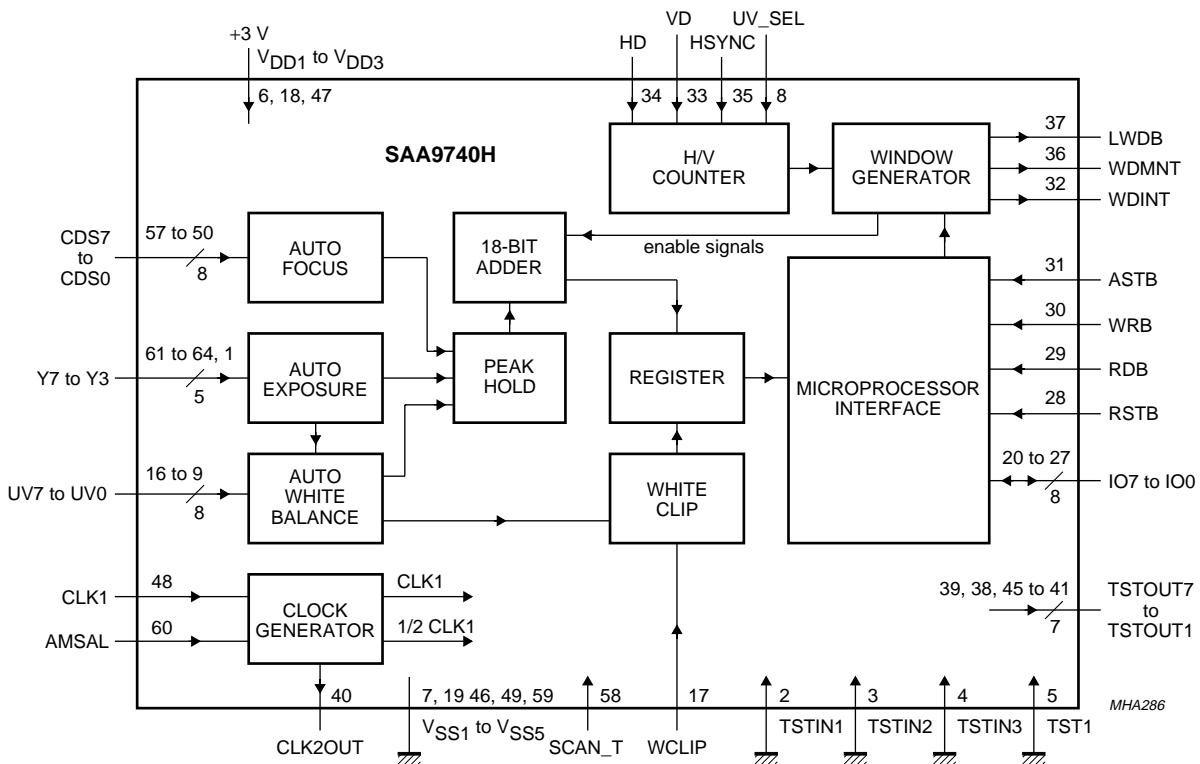 VD UV_SEL
+3 V
HD HSYNC
VDD1 to VDD3
6, 18, 47
34 33 35 8
SAA9740H
H/V
COUNTER
WINDOW
GENERATOR
37 LWDB
36 WDMNT
32 WDINT
enable signals
CDS7
to
CDS0
57 to 50
8
AUTO
FOCUS
18-BIT
ADDER
Y7 to Y3
61 to 64, 1
5
AUTO
EXPOSURE
PEAK
HOLD
REGISTER
MICROPROCESSOR
INTERFACE
31 ASTB
30 WRB
29 RDB
28 RSTB
20 to 27
8
IO7 to IO0
UV7 to UV0
16 to 9
8
AUTO
WHITE
BALANCE
WHITE
CLIP
CLK1 48
AMSAL 60
CLOCK
GENERATOR
CLK1
1/2 CLK1
39, 38, 45 to 41
7
TSTOUT7
to
TSTOUT1
40
7, 19 46, 49, 59
58
17
2
3
4
5
CLK2OUT
VSS1 to VSS5
SCAN_T
WCLIP
TSTIN1
TSTIN2
TSTIN3
TST1
MHA286